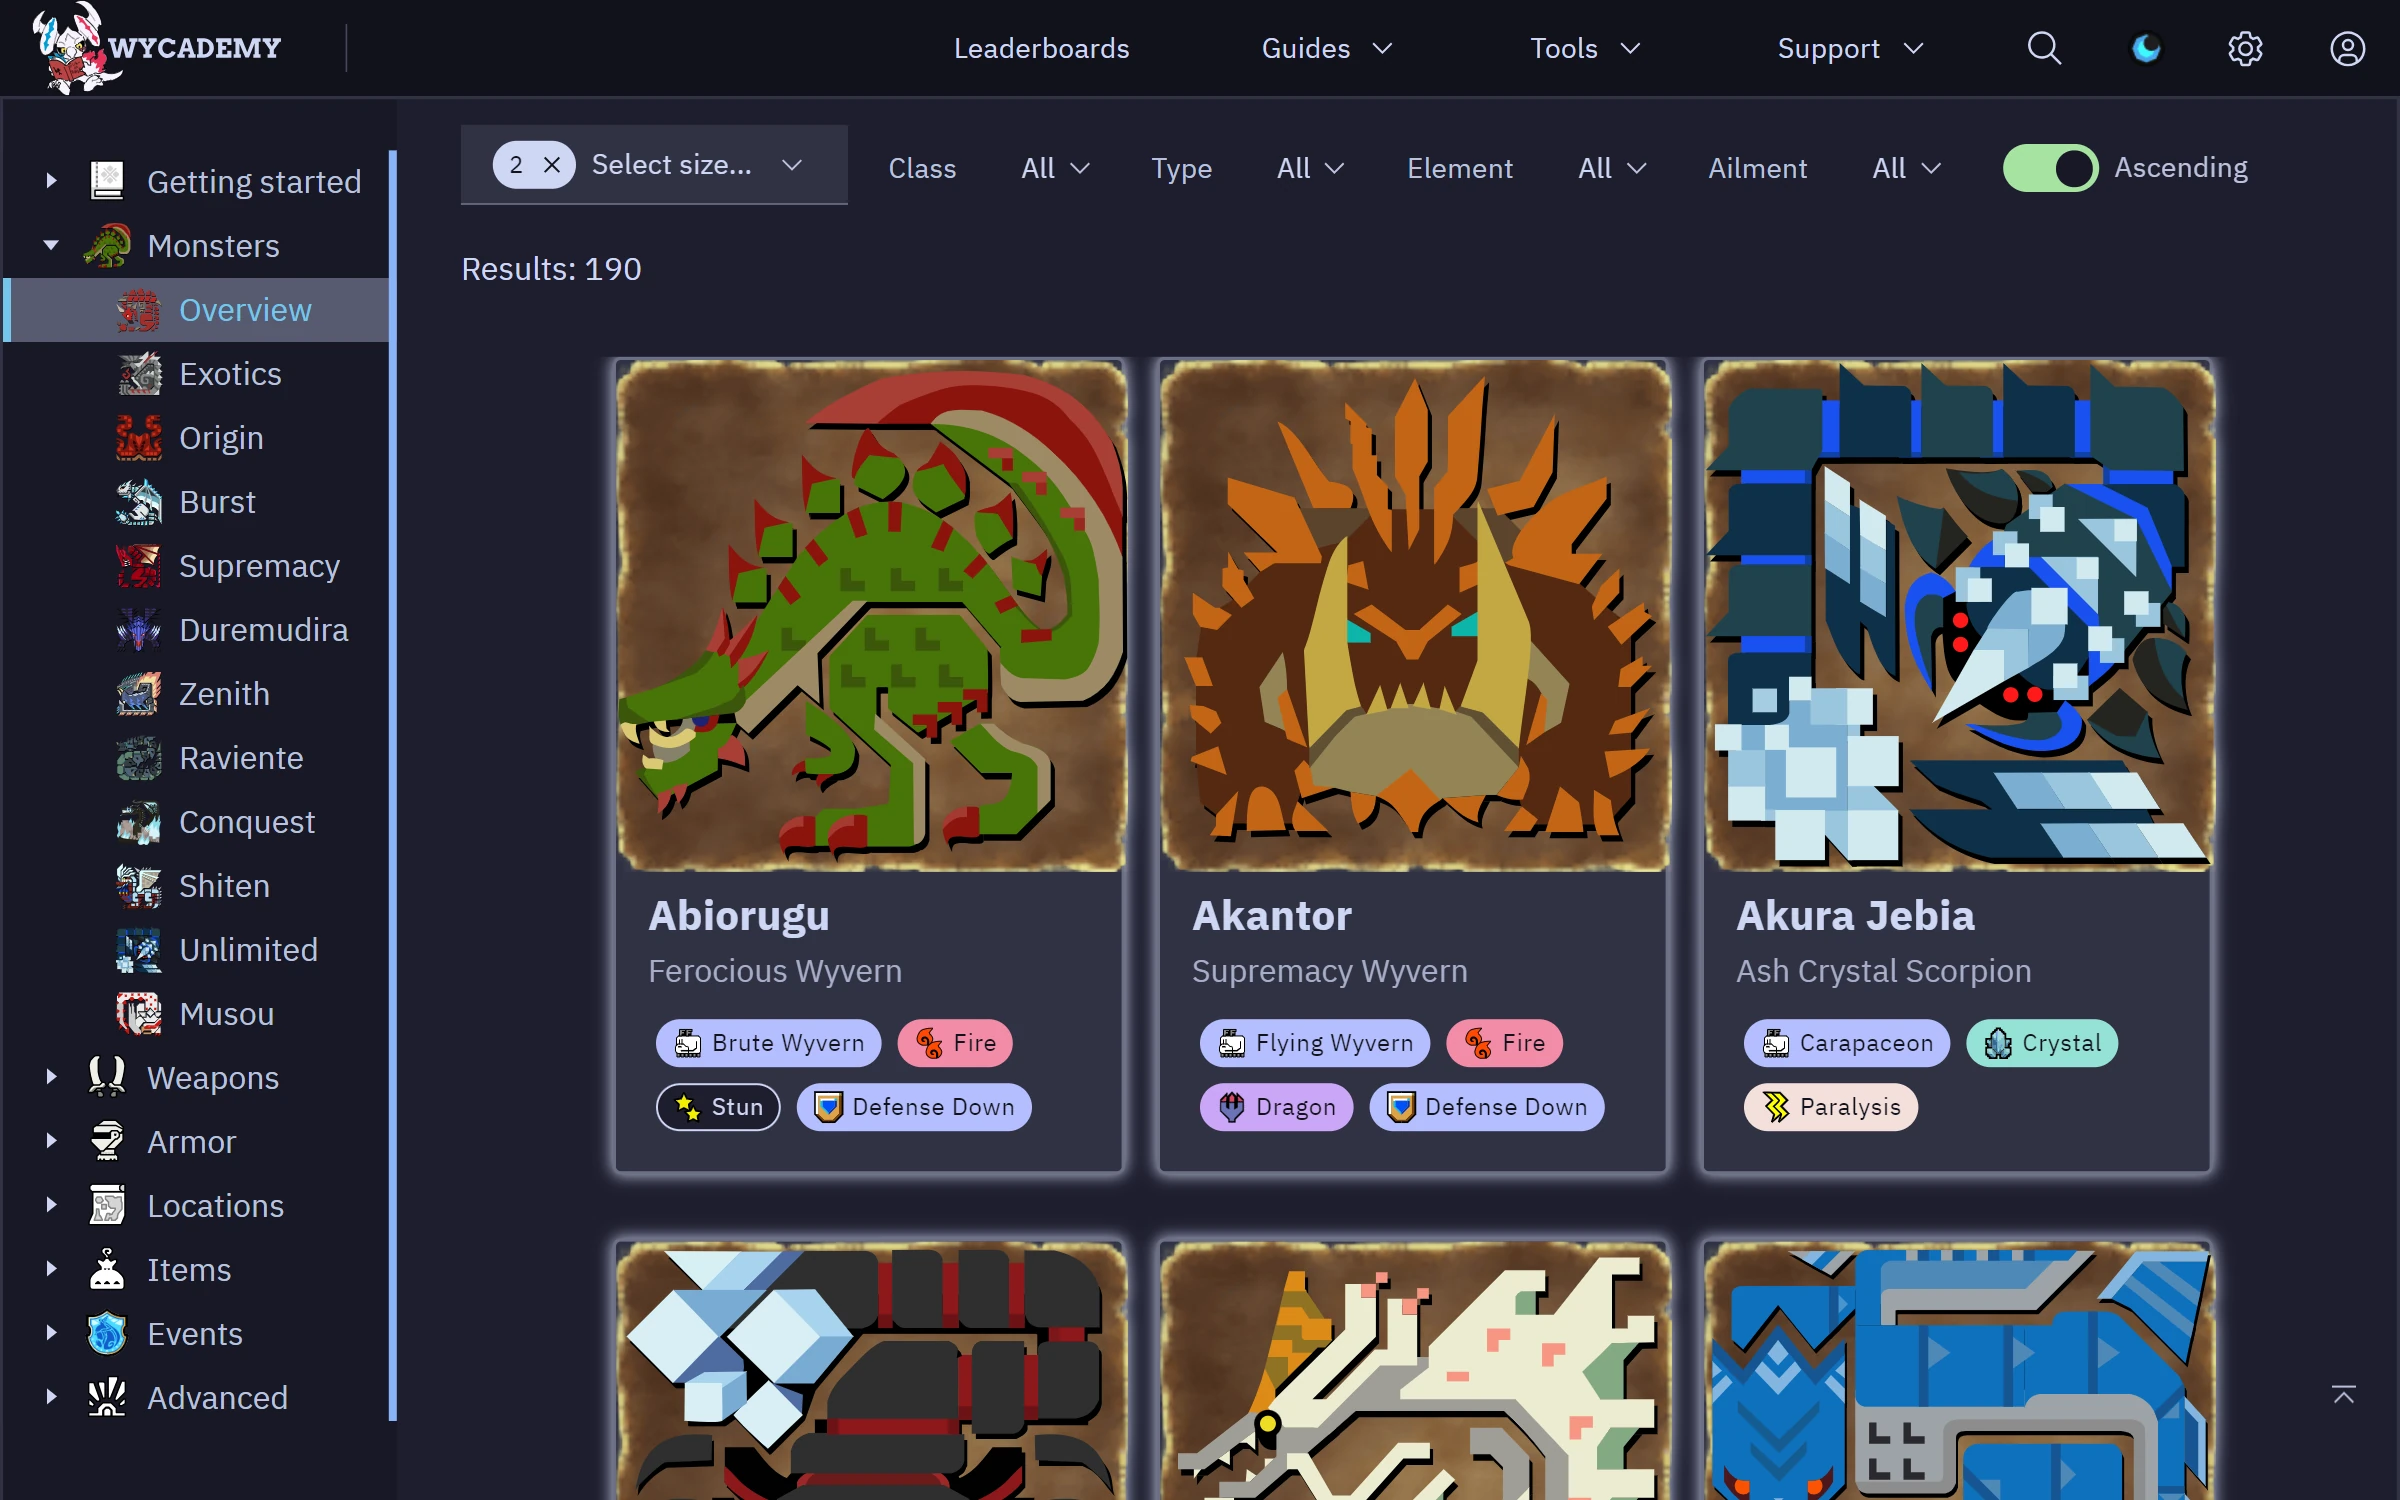 WYCADEMY
Leaderboards
Guides
Tools
Support
Getting started
Monsters
Overview
Exotics
Origin
Burst
Supremacy
Duremudira
Zenith
Raviente
Conquest
Shiten
Unlimited
Musou
Weapons
Armor
Locations
Items
Events
Advanced
2 Select size...
Class All
Type All
Element All
Ailment All
Ascending
Results: 190
Abiorugu
Ferocious Wyvern
Brute Wyvern Fire
Stun Defense Down
Akantor
Supremacy Wyvern
Flying Wyvern Fire
Dragon Defense Down
Akura Jebia
Ash Crystal Scorpion
Carapaceon Crystal
Paralysis